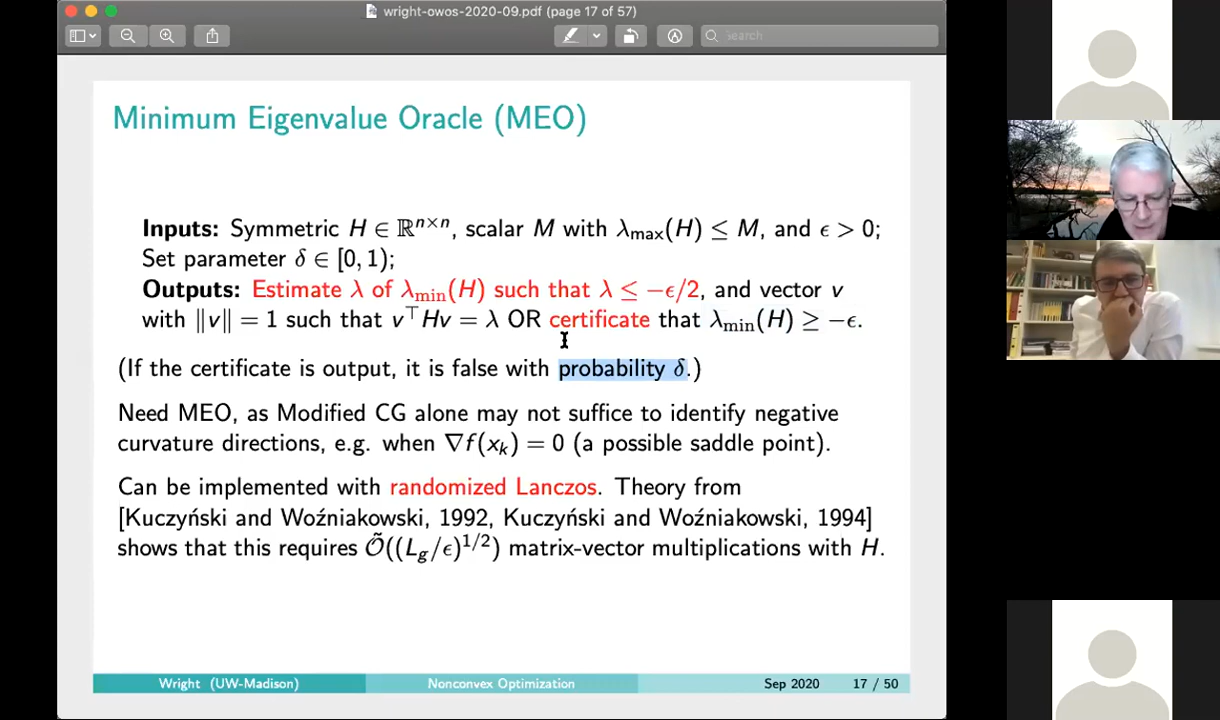 wright-owos-2020-09.pdf (page 17 of 57)
Search
Minimum Eigenvalue Oracle (MEO)
Inputs: Symmetric H ∈ ℝⁿˣⁿ, scalar M with λmax(H) ≤ M, and ϵ > 0;
Set parameter δ ∈ [0, 1);
Outputs: Estimate λ of λmin(H) such that λ ≤ −ϵ/2, and vector v
with ‖v‖ = 1 such that v⊤Hv = λ OR certificate that λmin(H) ≥ −ϵ.
(If the certificate is output, it is false with probability δ.)
Need MEO, as Modified CG alone may not suffice to identify negative
curvature directions, e.g. when ∇f(xₖ) = 0 (a possible saddle point).
Can be implemented with randomized Lanczos. Theory from
[Kuczyński and Woźniakowski, 1992, Kuczyński and Woźniakowski, 1994]
shows that this requires Õ((L_g/ϵ)^1/2) matrix-vector multiplications with H.
Wright (UW-Madison) Nonconvex Optimization Sep 2020 17 / 50